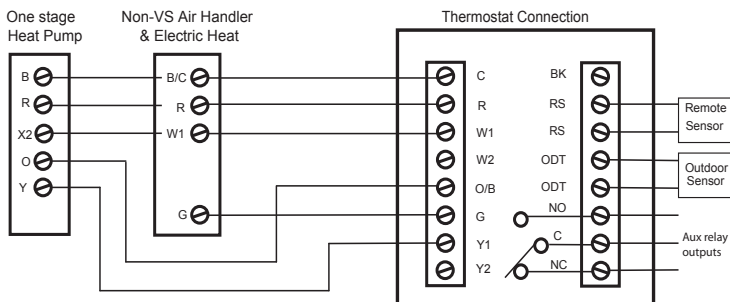 One stage
Heat Pump
Non-VS Air Handler
& Electric Heat
Thermostat Connection
B
R
X2
O
Y
B/C
R
W1
G
C
R
W1
W2
O/B
G
Y1
Y2
BK
RS
RS
ODT
ODT
NO
C
NC
Remote
Sensor
Outdoor
Sensor
Aux relay
outputs